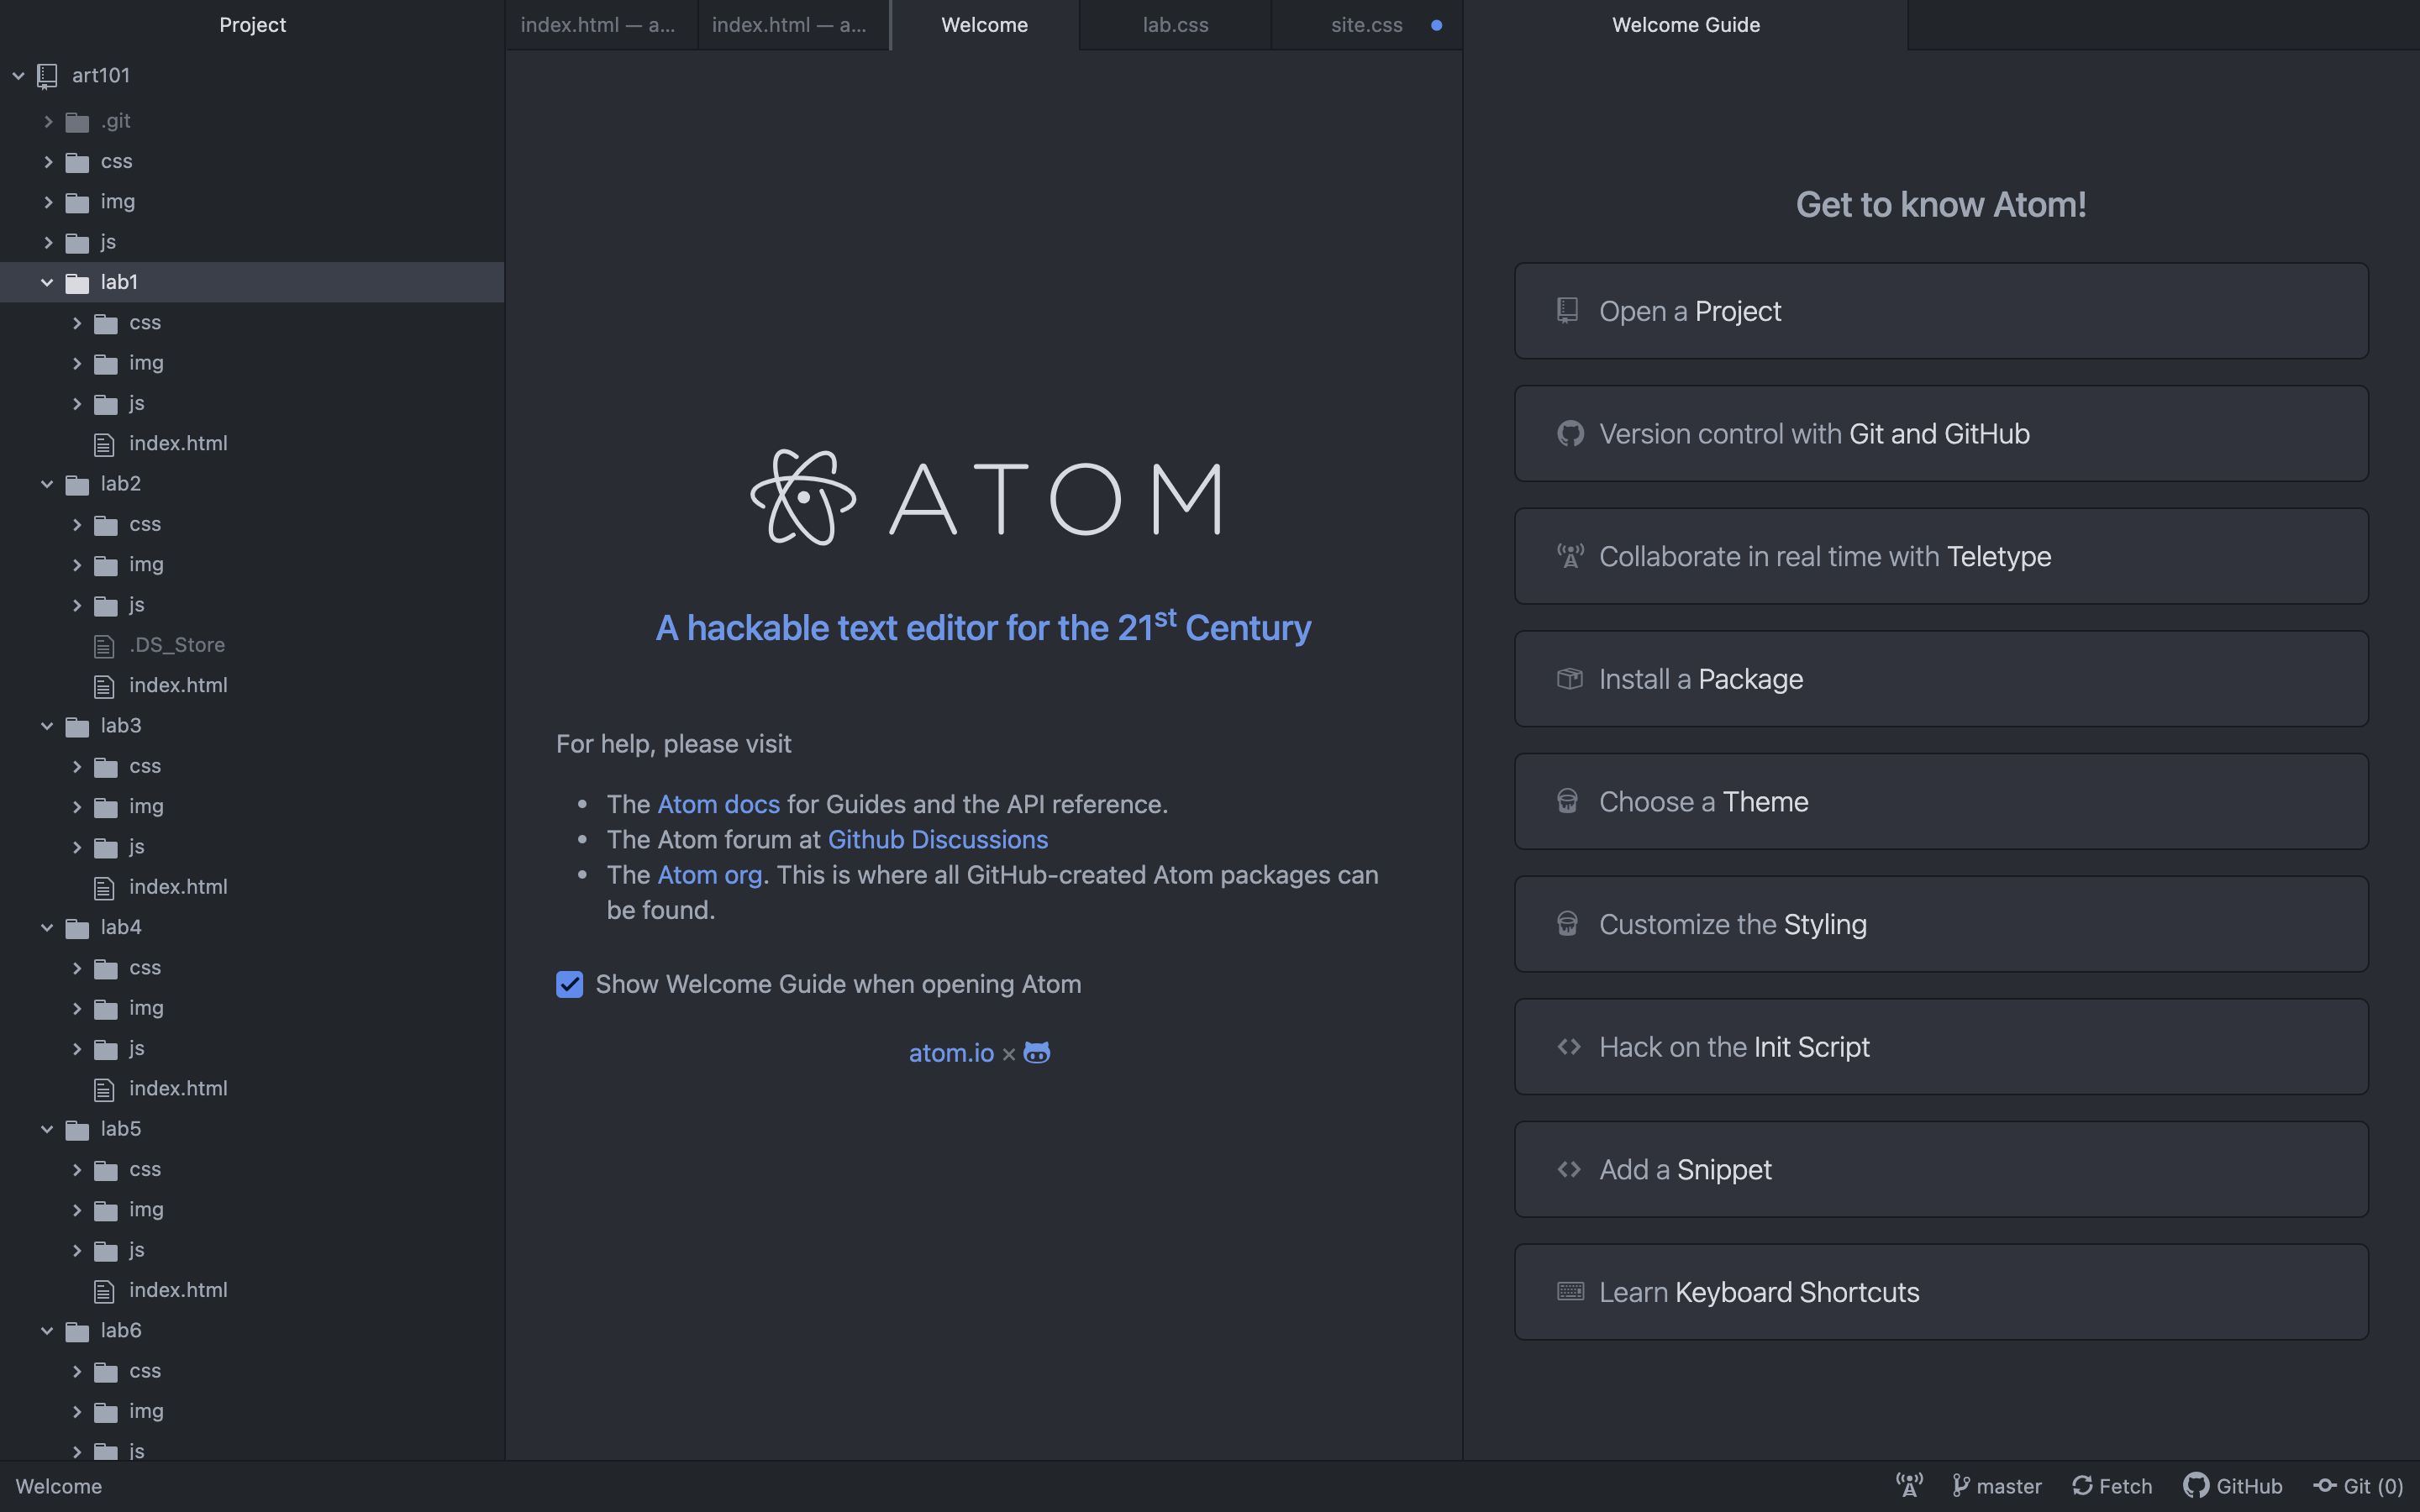 Project
art101
.git
css
img
js
lab1
css
img
js
index.html
lab2
css
img
js
.DS_Store
index.html
lab3
css
img
js
index.html
lab4
css
img
js
index.html
lab5
css
img
js
index.html
lab6
css
img
js
index.html — a...
index.html — a...
Welcome
lab.css
site.css
ATOM
A hackable text editor for the 21st Century
For help, please visit
• The Atom docs for Guides and the API reference.
• The Atom forum at Github Discussions
• The Atom org. This is where all GitHub-created Atom packages can
be found.
Show Welcome Guide when opening Atom
atom.io ×
Welcome Guide
Get to know Atom!
Open a Project
Version control with Git and GitHub
Collaborate in real time with Teletype
Install a Package
Choose a Theme
Customize the Styling
Hack on the Init Script
Add a Snippet
Learn Keyboard Shortcuts
Welcome
master
Fetch
GitHub
Git (0)